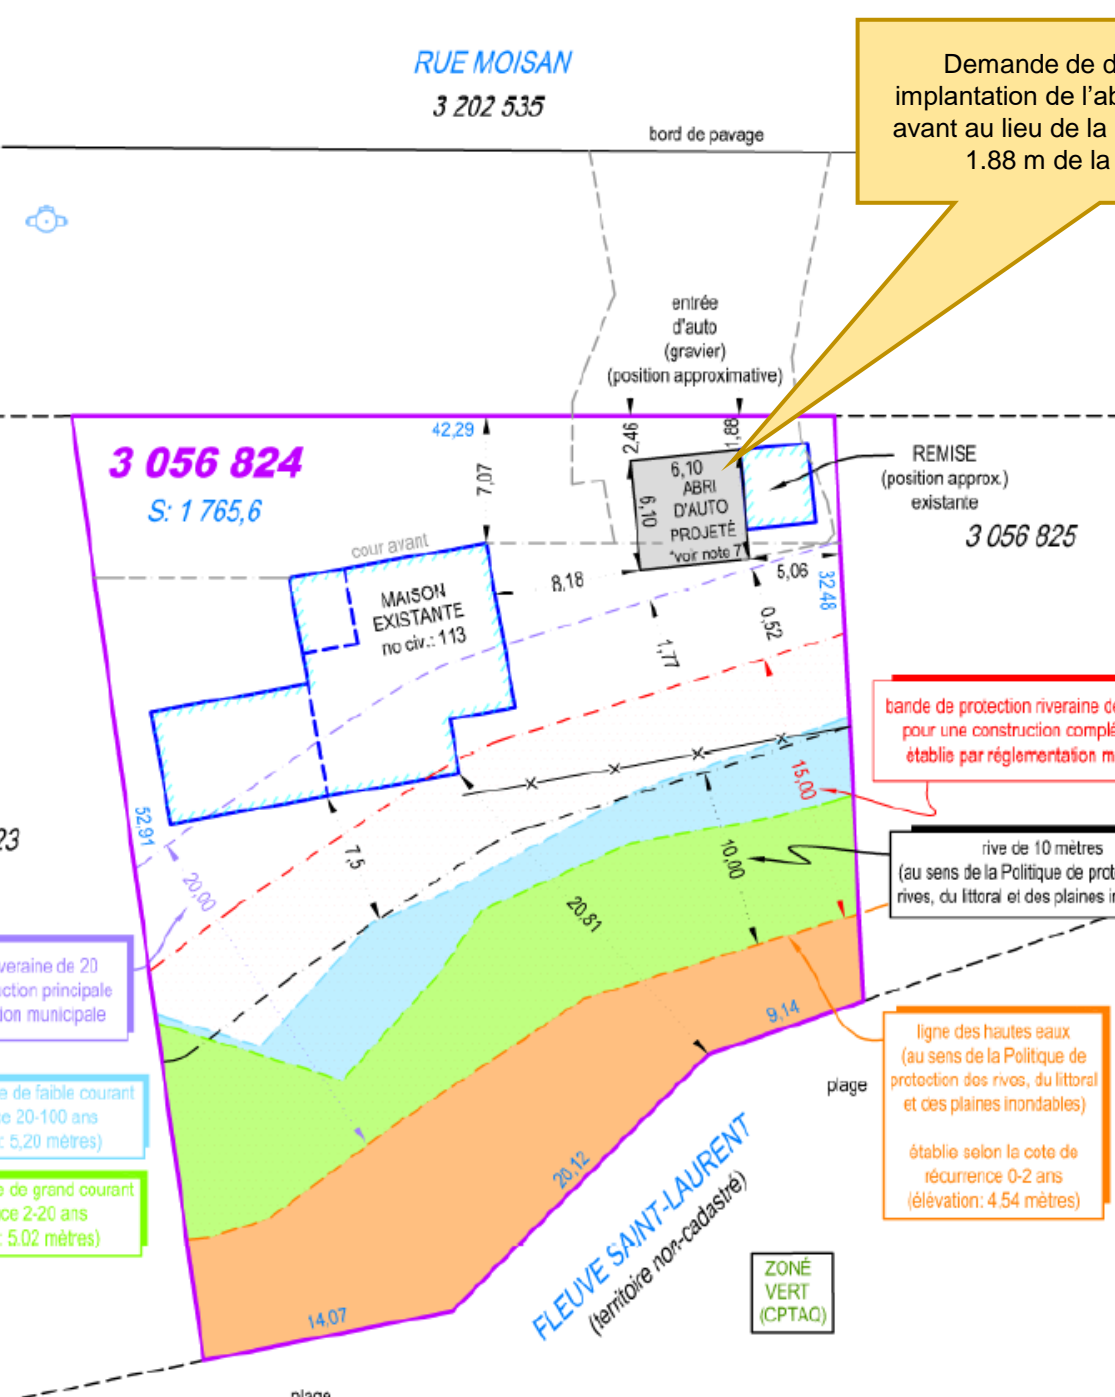 RUE MOISAN
3 202 535
bord de pavage
Demande de d
implantation de l'ab
avant au lieu de la
1.88 m de la
entrée
d'auto
(gravier)
(position approximative)
42,29
7,07
2,46
1,88
3 056 824
S: 1 765,6
cour avant
6,10
6,10
ABRI
D'AUTO
PROJETÉ
*voir note 7
REMISE
(position approx.)
existante
3 056 825
MAISON
EXISTANTE
no civ.: 113
8,18
5,06
32,48
0,52
1,77
bande de protection riveraine de
pour une construction complé
établie par réglementation m
15,00
52,91
23
7,5
20,00
10,00
20,81
rive de 10 mètres
(au sens de la Politique de prote
rives, du littoral et des plaines in
veraine de 20
uction principale
ion municipale
9,14
plage
ligne des hautes eaux
(au sens de la Politique de
protection des rives, du littoral
et des plaines inondables)
établie selon la cote de
récurrence 0-2 ans
(élévation: 4,54 mètres)
e de faible courant
ce 20-100 ans
: 5,20 mètres)
e de grand courant
ce 2-20 ans
: 5.02 mètres)
20,12
FLEUVE SAINT-LAURENT
(territoire non-cadastré)
ZONÉ
VERT
(CPTAQ)
14,07
plage